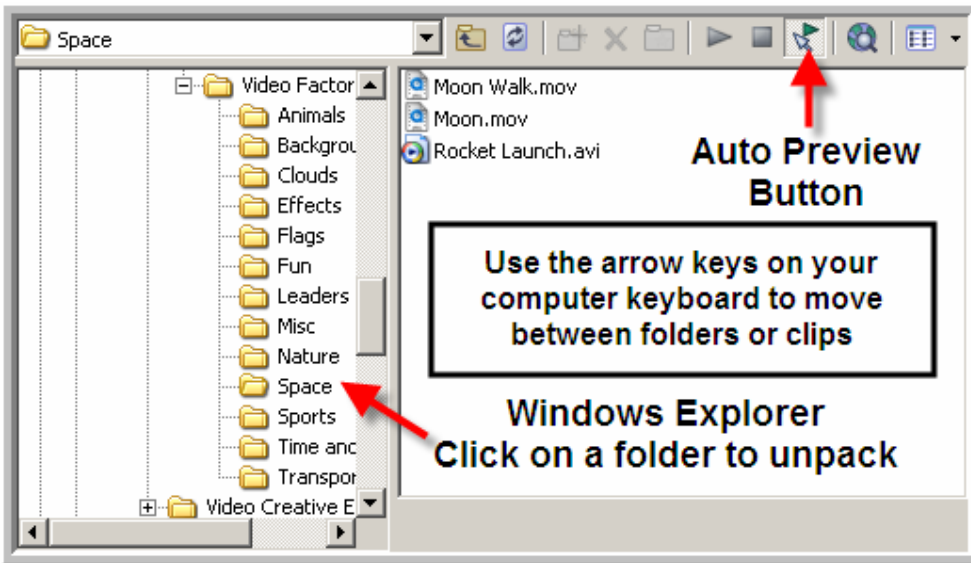 Space
Video Factor
Animals
Backgrou
Clouds
Effects
Flags
Fun
Leaders
Misc
Nature
Space
Sports
Time and
Transpor
Video Creative E
Moon Walk.mov
Moon.mov
Rocket Launch.avi
Auto Preview
Button
Use the arrow keys on your
computer keyboard to move
between folders or clips
Windows Explorer
Click on a folder to unpack